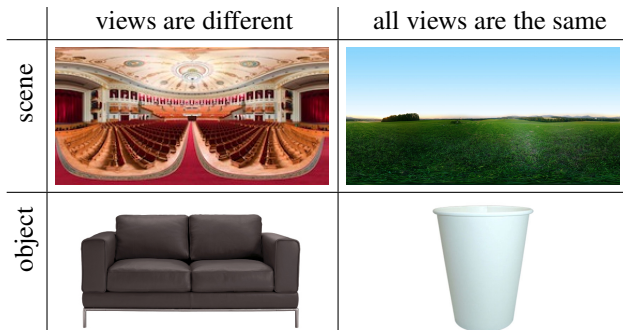 views are different
all views are the same
scene
object